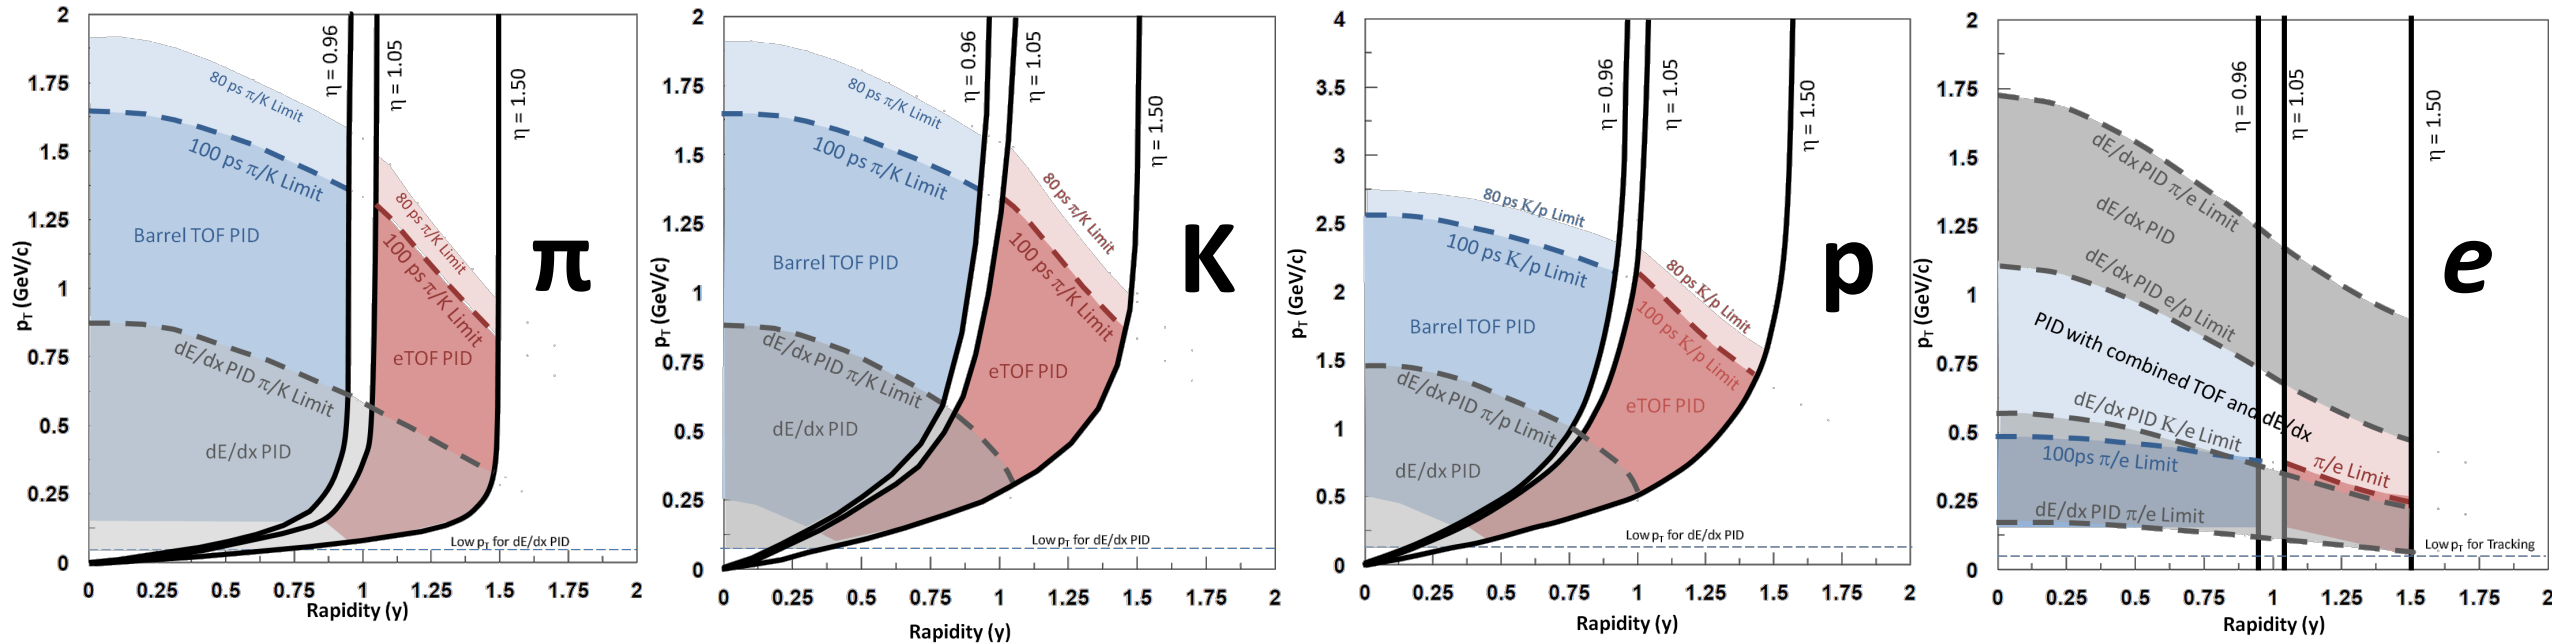 2
1.75
1.5
1.25
1
0.75
0.5
0.25
0
p_T (GeV/c)
80 ps π/K Limit
100 ps π/K Limit
Barrel TOF PID
dE/dx PID π/K Limit
dE/dx PID
η = 0.96
η = 1.05
η = 1.50
80 ps π/K Limit
100 ps π/K Limit
eTOF PID
π
Low p_T for dE/dx PID
0 0.25 0.5 0.75 1 1.25 1.5 1.75 2
Rapidity (y)
2
1.75
1.5
1.25
1
0.75
0.5
0.25
0
p_T (GeV/c)
80 ps π/K Limit
100 ps π/K Limit
Barrel TOF PID
dE/dx PID π/K Limit
dE/dx PID
η = 0.96
η = 1.05
η = 1.50
80 ps π/K Limit
100 ps π/K Limit
eTOF PID
K
Low p_T for dE/dx PID
0 0.25 0.5 0.75 1 1.25 1.5 1.75 2
Rapidity (y)
4
3.5
3
2.5
2
1.5
1
0.5
0
p_T (GeV/c)
80 ps K/p Limit
100 ps K/p Limit
Barrel TOF PID
dE/dx PID π/p Limit
dE/dx PID
η = 0.96
η = 1.05
η = 1.50
80 ps K/p Limit
100 ps K/p Limit
eTOF PID
p
Low p_T for dE/dx PID
0 0.25 0.5 0.75 1 1.25 1.5 1.75 2
Rapidity (y)
2
1.75
1.5
1.25
1
0.75
0.5
0.25
0
p_T (GeV/c)
η = 0.96
η = 1.05
η = 1.50
dE/dx PID π/e Limit
dE/dx PID
dE/dx PID e/p Limit
PID with combined TOF and dE/dx
dE/dx PID K/e Limit
100ps π/e Limit
π/e Limit
dE/dx PID π/e Limit
e
Low p_T for Tracking
0 0.25 0.5 0.75 1 1.25 1.5 1.75 2
Rapidity (y)